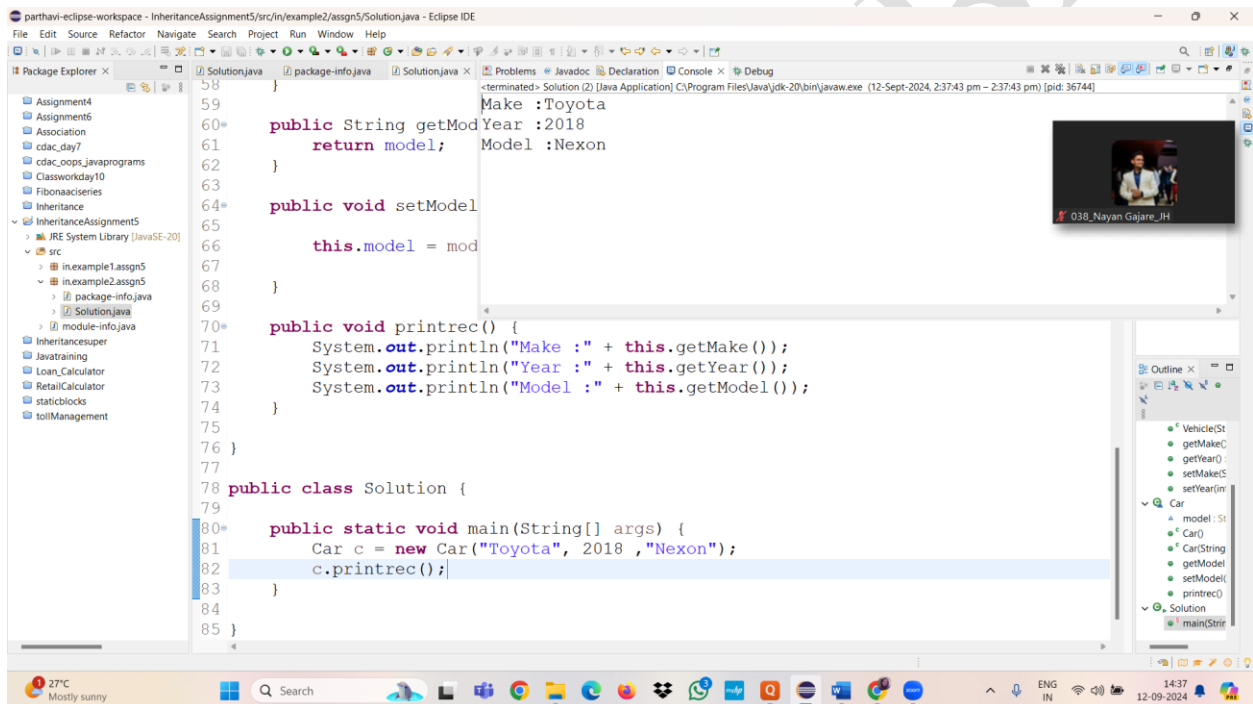 parthavi-eclipse-workspace - InheritanceAssignment5/src/in/example2/assgn5/Solution.java - Eclipse IDE
File Edit Source Refactor Navigate Search Project Run Window Help
Package Explorer
Assignment4
Assignment6
Association
cdac_day7
cdac_oops_javaprograms
Classworkday10
Fibonaaciseries
Inheritance
InheritanceAssignment5
JRE System Library [JavaSE-20]
src
in.example1.assgn5
in.example2.assgn5
package-info.java
Solution.java
module-info.java
Inheritancesuper
Javatraining
Loan_Calculator
RetailCalculator
staticblocks
tollManagement
Solution.java package-info.java Solution.java
58 }
59
60 public String getMod
61 return model;
62 }
63
64 public void setModel
65
66 this.model = mod
67
68 }
69
70 public void printrec() {
71 System.out.println("Make :" + this.getMake());
72 System.out.println("Year :" + this.getYear());
73 System.out.println("Model :" + this.getModel());
74 }
75
76 }
77
78 public class Solution {
79
80 public static void main(String[] args) {
81 Car c = new Car("Toyota", 2018 ,"Nexon");
82 c.printrec();
83 }
84
85 }
Problems Javadoc Declaration Console Debug
<terminated> Solution (2) [Java Application] C:\Program Files\Java\jdk-20\bin\javaw.exe (12-Sept-2024, 2:37:43 pm – 2:37:43 pm) [pid: 36744]
Make :Toyota
Year :2018
Model :Nexon
038_Nayan Gajare_JH
Outline
Vehicle(St
getMake(
getYear() :
setMake(S
setYear(int
Car
model : St
Car()
Car(String
getModel
setModel(
printrec()
Solution
main(Strin
1
27°C
Mostly sunny
Search
3
ENG
IN
14:37
12-09-2024